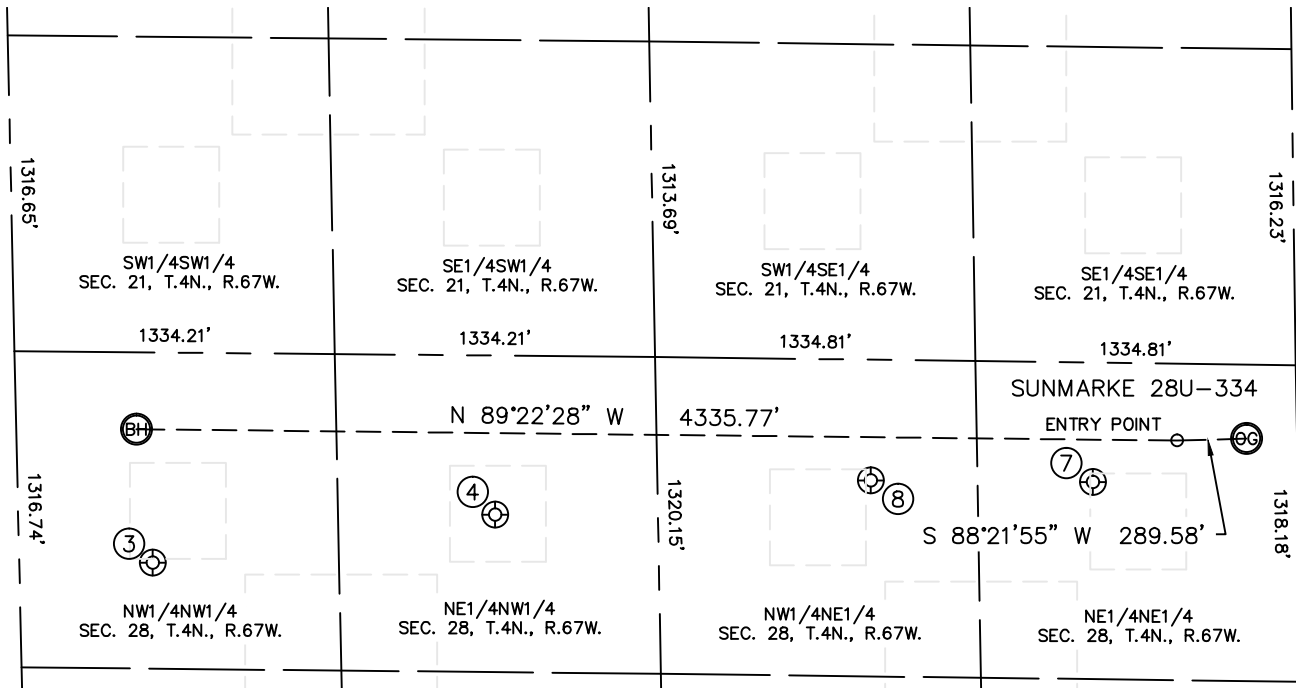 1316.65'
1313.69'
1316.23'
SW1/4SW1/4
SEC. 21, T.4N., R.67W.
SE1/4SW1/4
SEC. 21, T.4N., R.67W.
SW1/4SE1/4
SEC. 21, T.4N., R.67W.
SE1/4SE1/4
SEC. 21, T.4N., R.67W.
1334.21'
1334.21'
1334.81'
1334.81'
SUNMARKE 28U-334
BH
N 89°22'28" W 4335.77'
ENTRY POINT
OG
7
4
8
3
1316.74'
1320.15'
S 88°21'55" W 289.58'
1318.18'
NW1/4NW1/4
SEC. 28, T.4N., R.67W.
NE1/4NW1/4
SEC. 28, T.4N., R.67W.
NW1/4NE1/4
SEC. 28, T.4N., R.67W.
NE1/4NE1/4
SEC. 28, T.4N., R.67W.